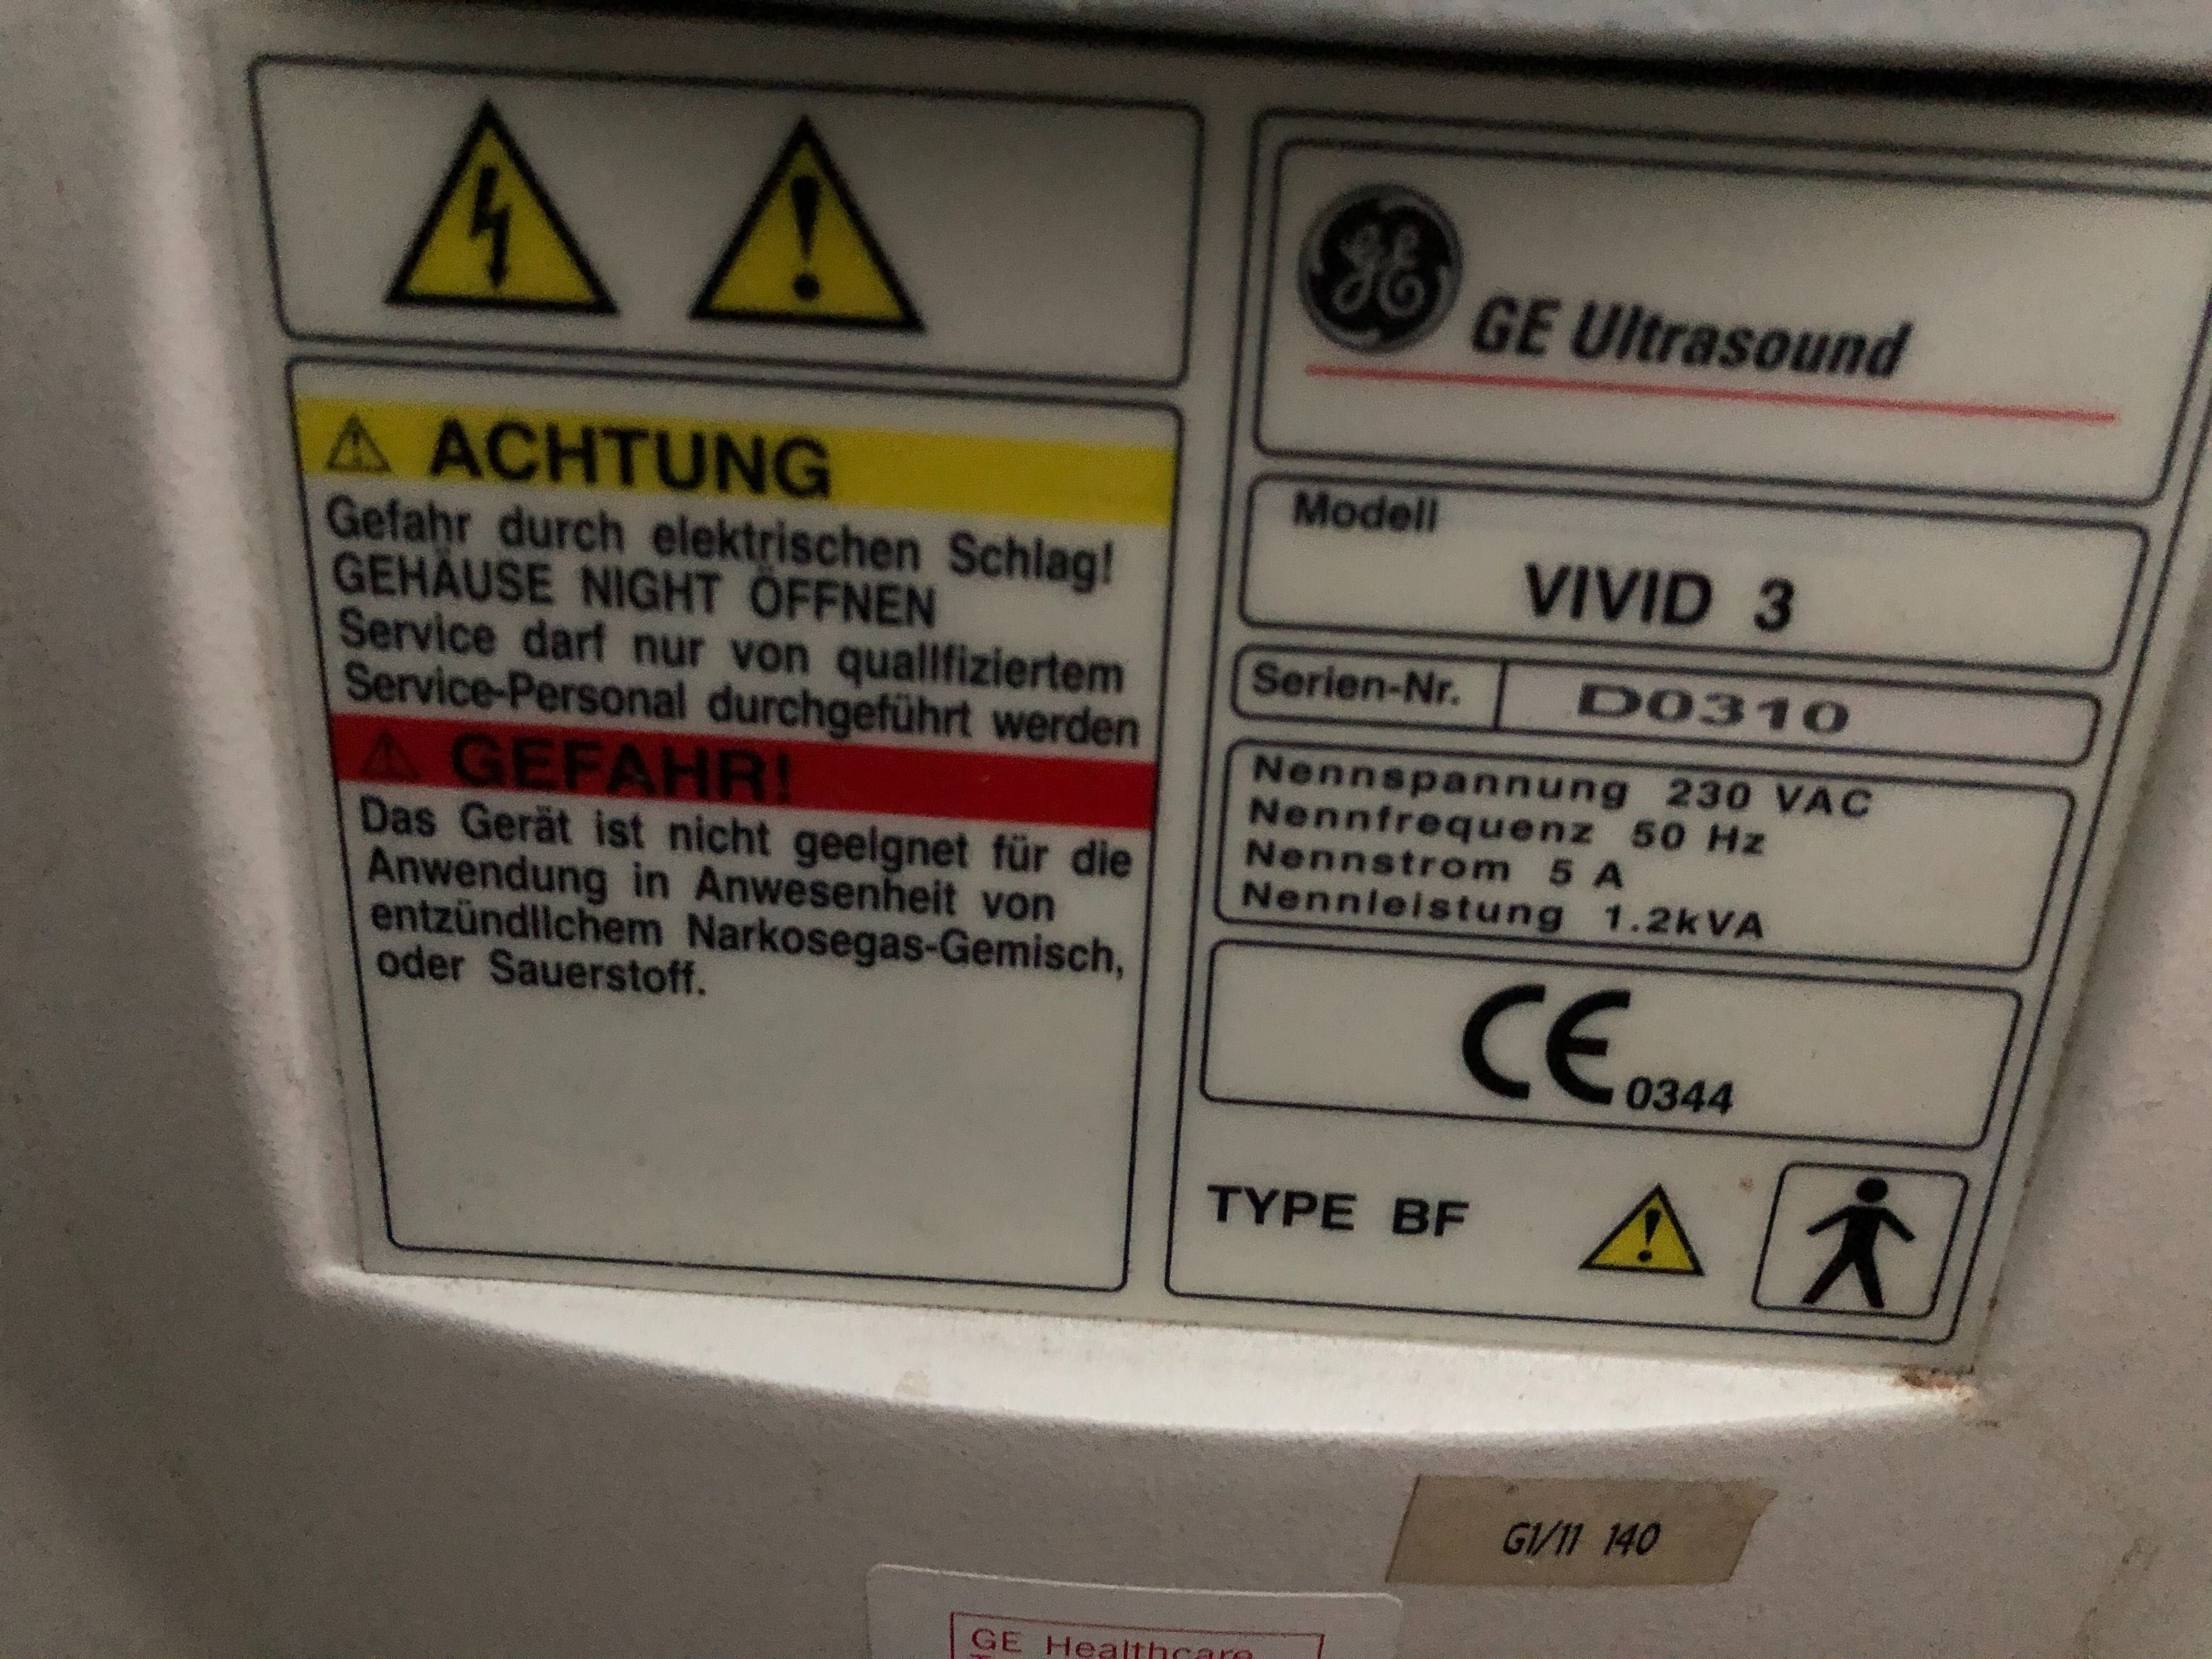 ACHTUNG
Gefahr durch elektrischen Schlag!
GEHÄUSE NIGHT ÖFFNEN
Service darf nur von qualifiziertem
Service-Personal durchgeführt werden
GEFAHR!
Das Gerät ist nicht geeignet für die
Anwendung in Anwesenheit von
entzündlichem Narkosegas-Gemisch,
oder Sauerstoff.
GE
GE Ultrasound
Modell
VIVID 3
Serien-Nr. D0310
Nennspannung 230 VAC
Nennfrequenz 50 Hz
Nennstrom 5 A
Nennleistung 1.2kVA
CE 0344
TYPE BF
G1/11 140
GE Healthcare